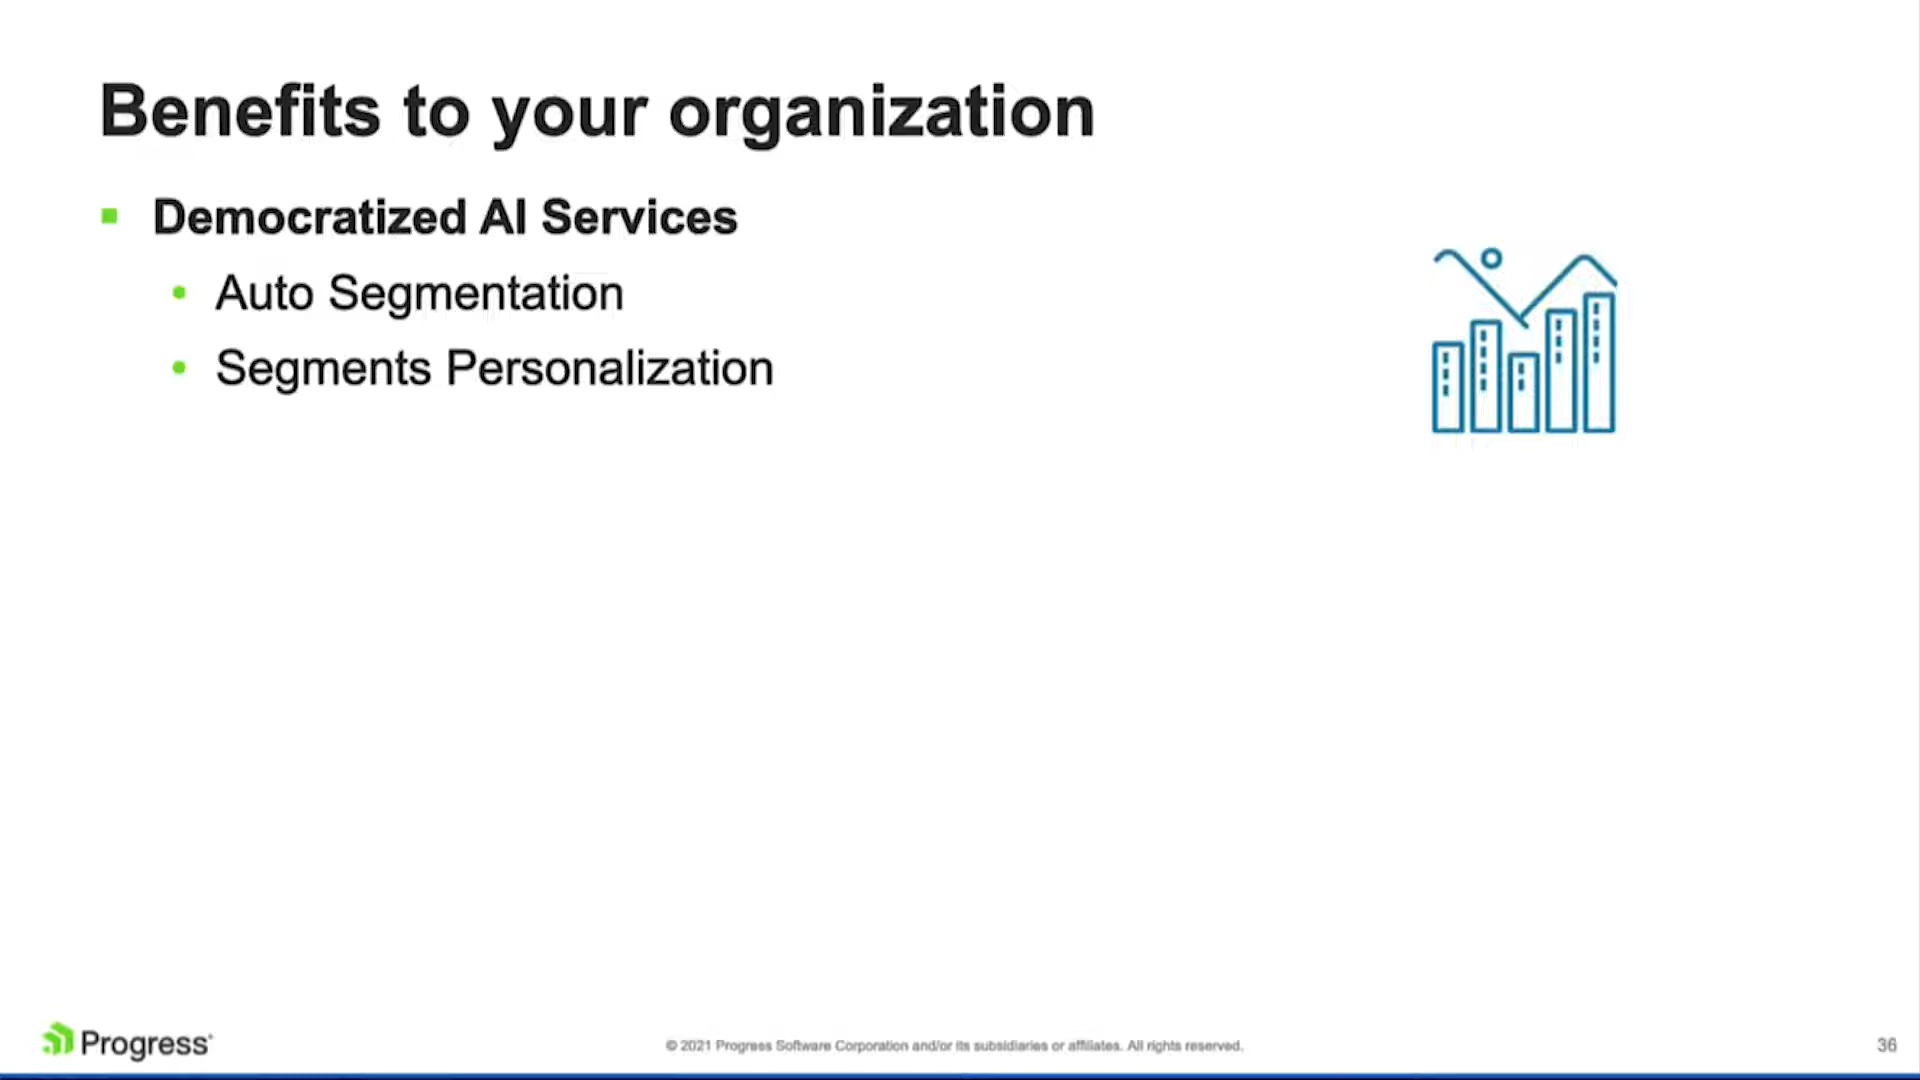 Benefits to your organization
Democratized AI Services
Auto Segmentation
Segments Personalization
Progress
© 2021 Progress Software Corporation and/or its subsidiaries or affiliates. All rights reserved.
36